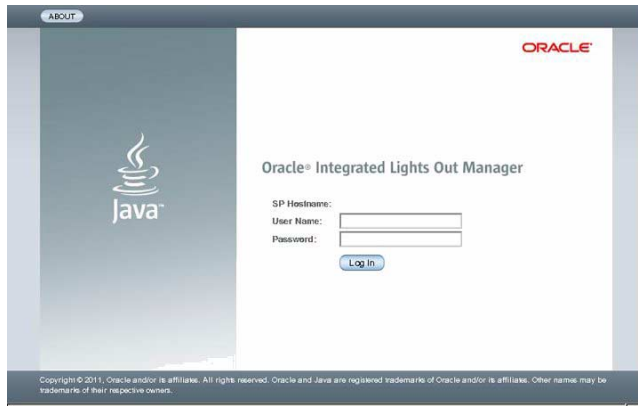 ABOUT
ORACLE®
Java™
Oracle® Integrated Lights Out Manager
SP Hostname:
User Name:
Password:
Log In
Copyright © 2011, Oracle and/or its affiliates. All rights reserved. Oracle and Java are registered trademarks of Oracle and/or its affiliates. Other names may be
trademarks of their respective owners.